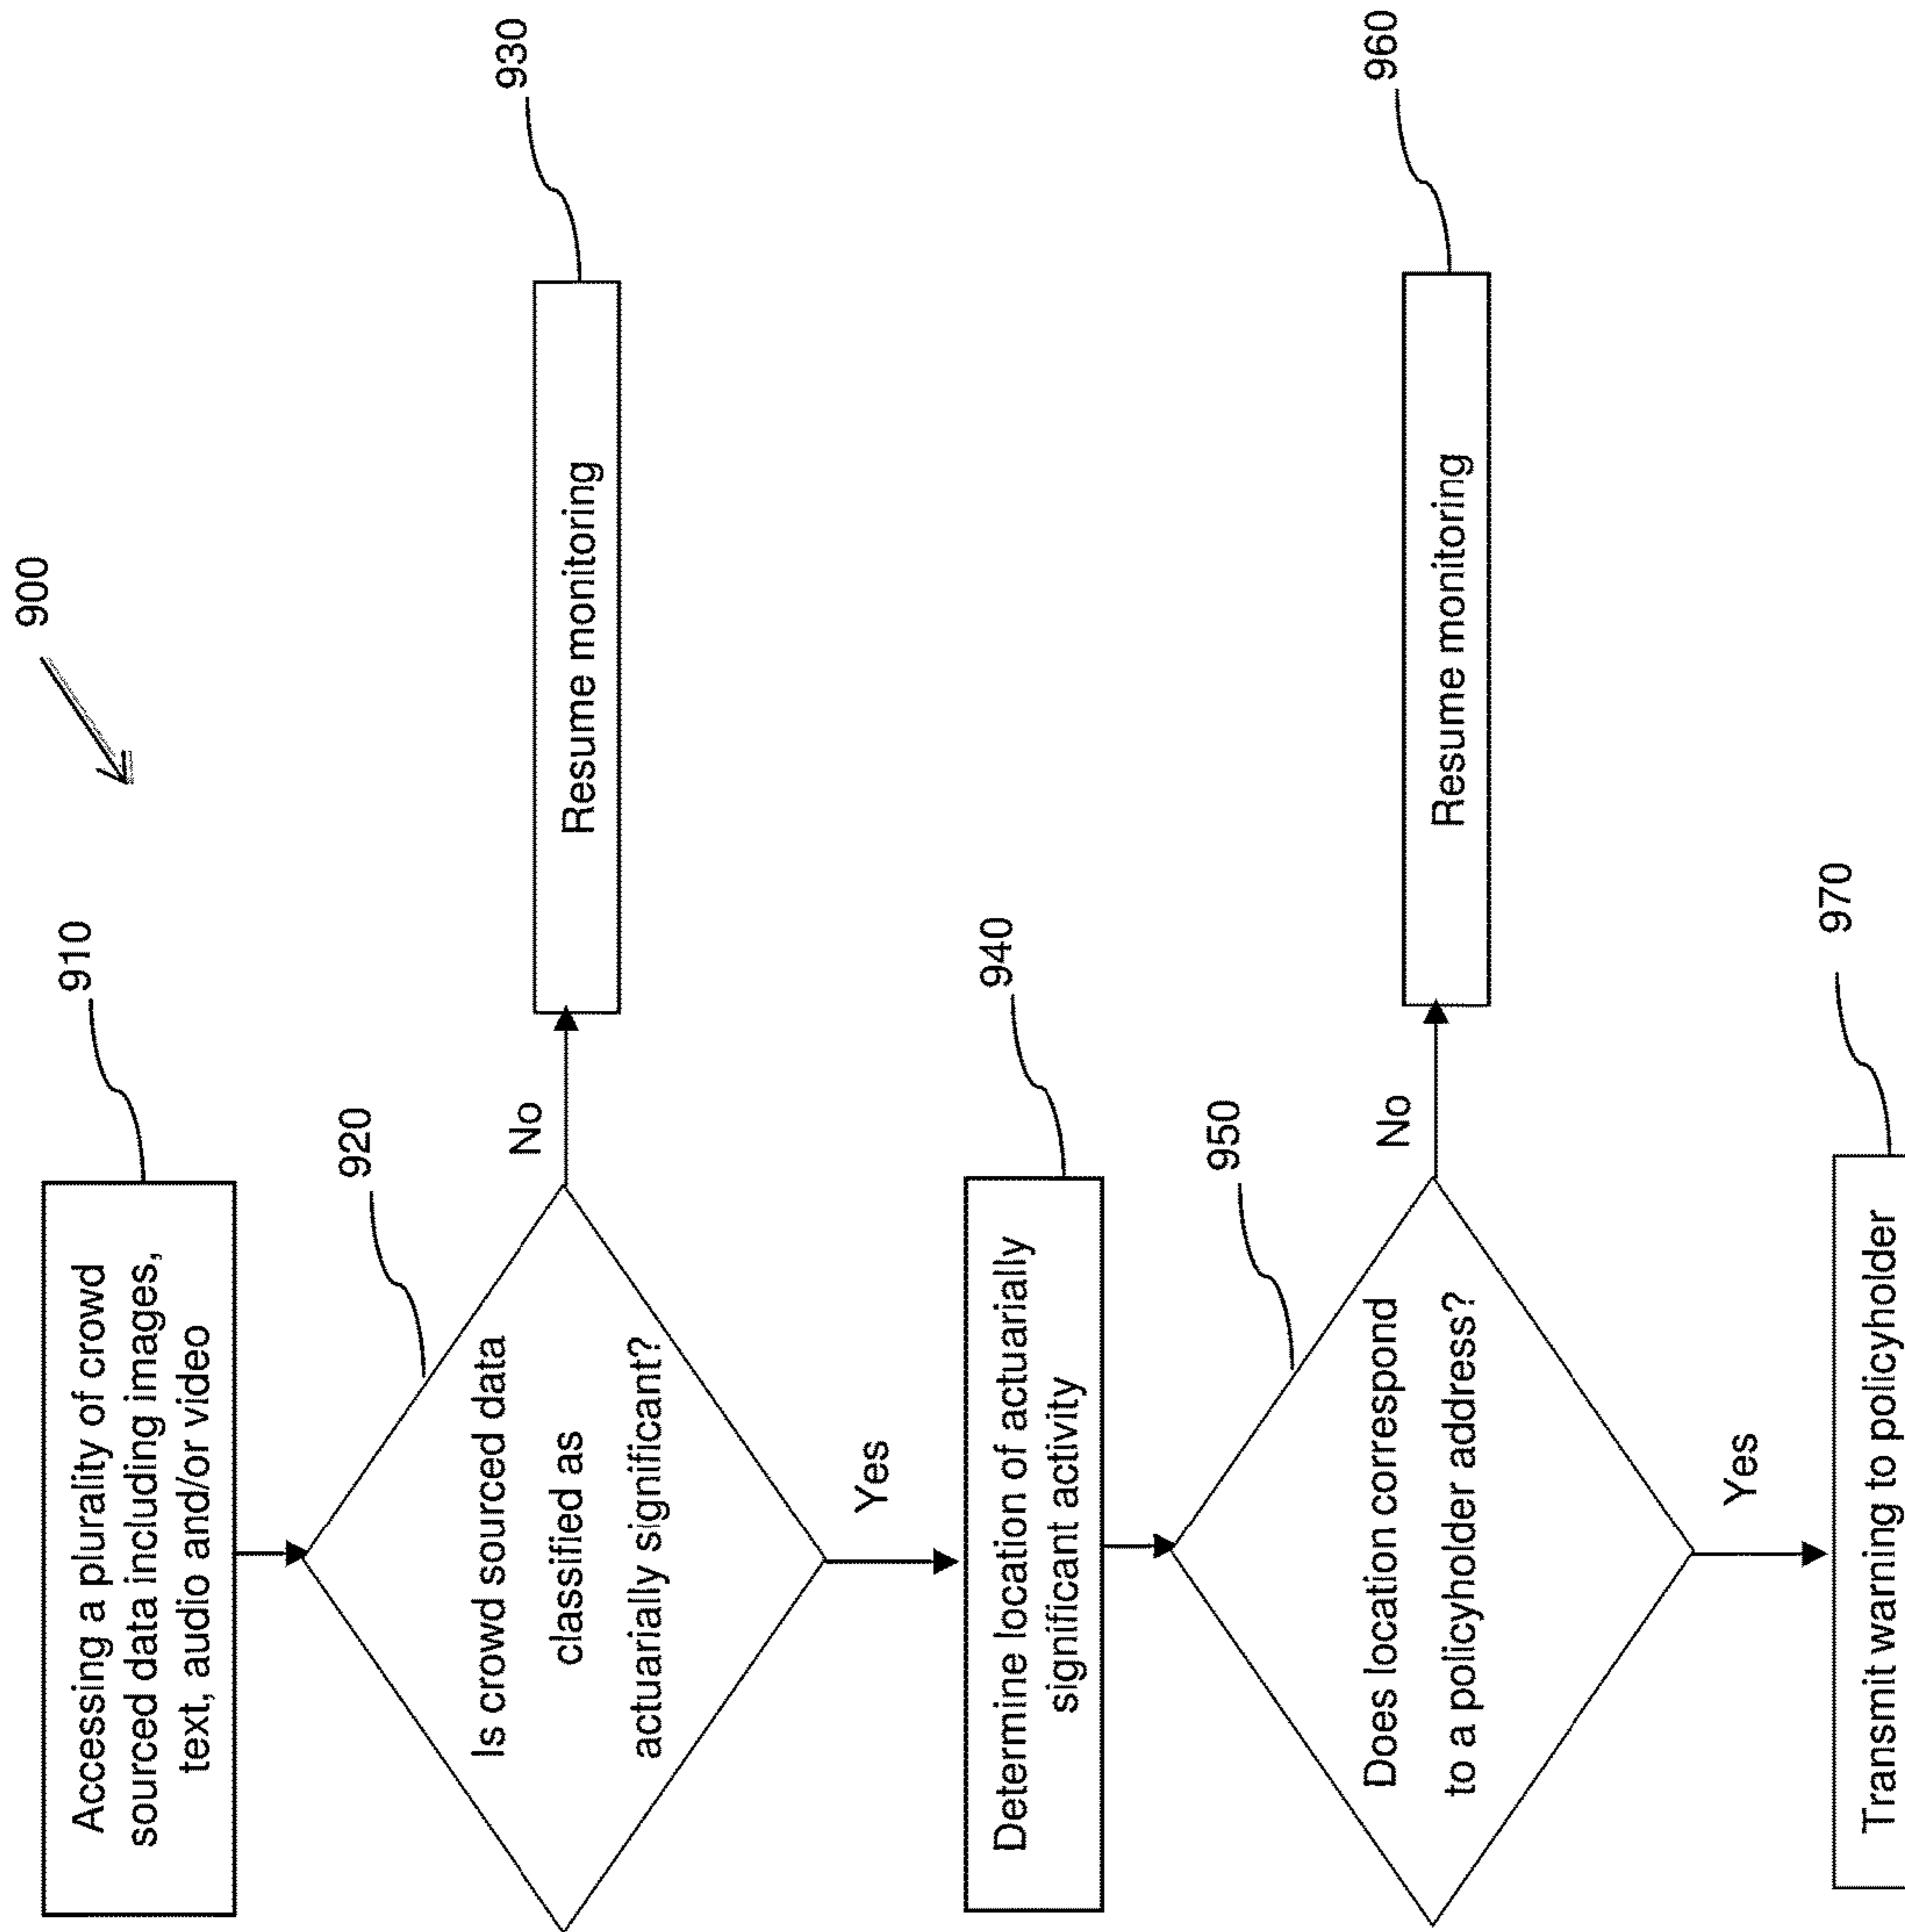 900
Accessing a plurality of crowd
sourced data including images,
text, audio and/or video
910
Is crowd sourced data
classified as
actuarially significant?
920
No
Resume monitoring
930
Yes
Determine location of actuarially
significant activity
940
Does location correspond
to a policyholder address?
950
No
Resume monitoring
960
Yes
Transmit warning to policyholder
970